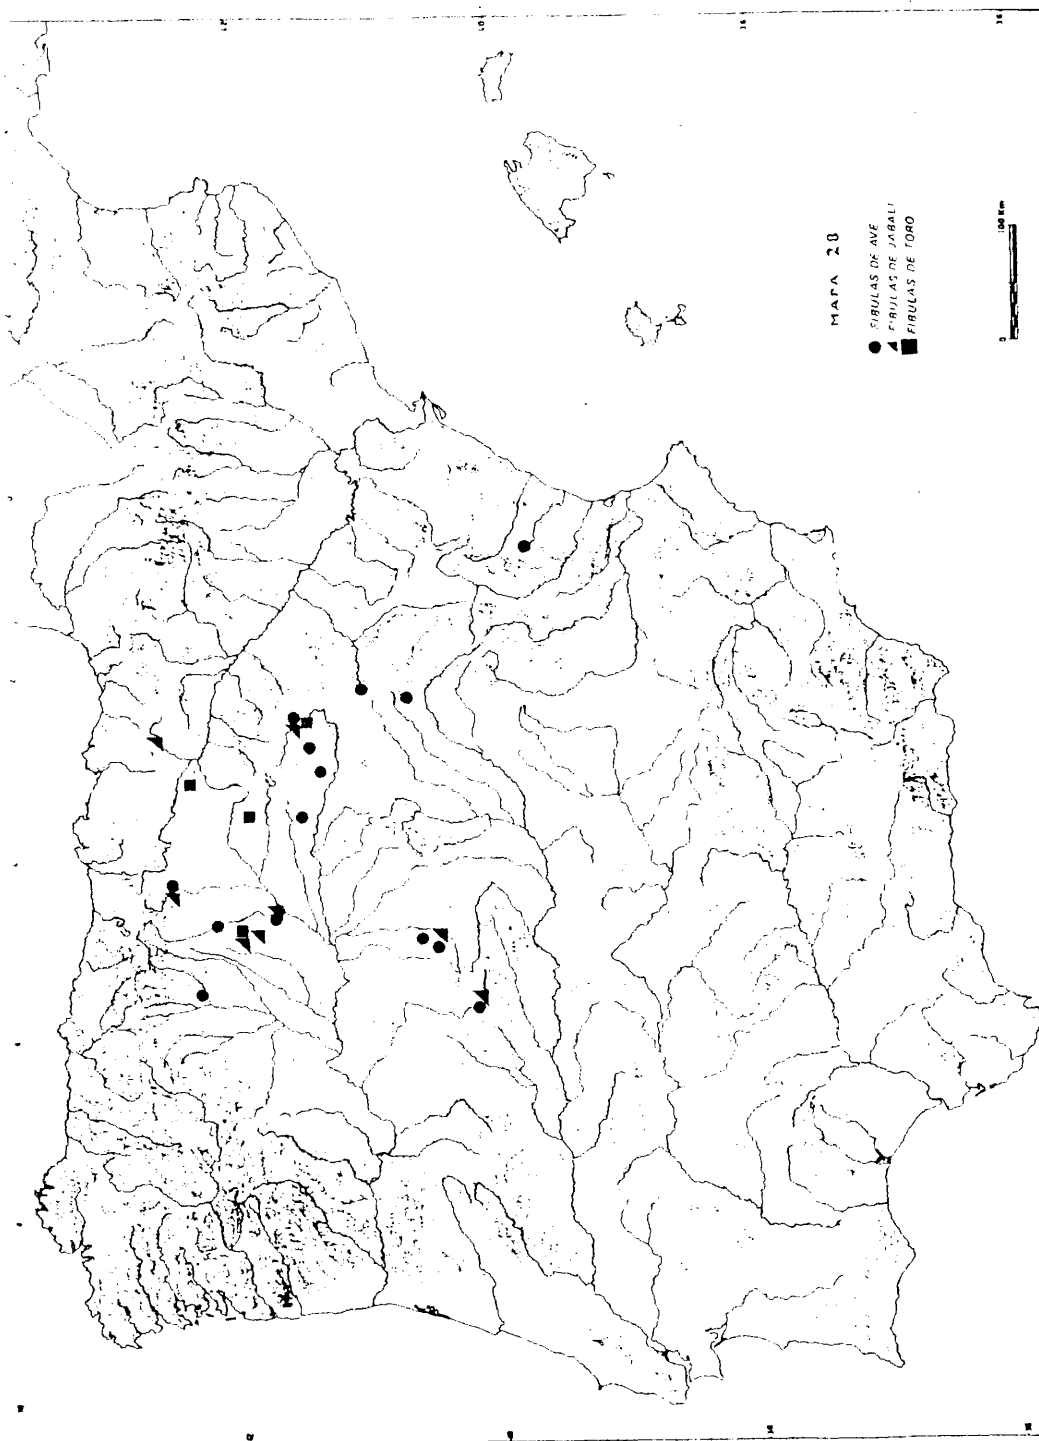 MAPA 28
FIBULAS DE AVE
FIBULAS DE JABALI
FIBULAS DE TORO
0 100 Km